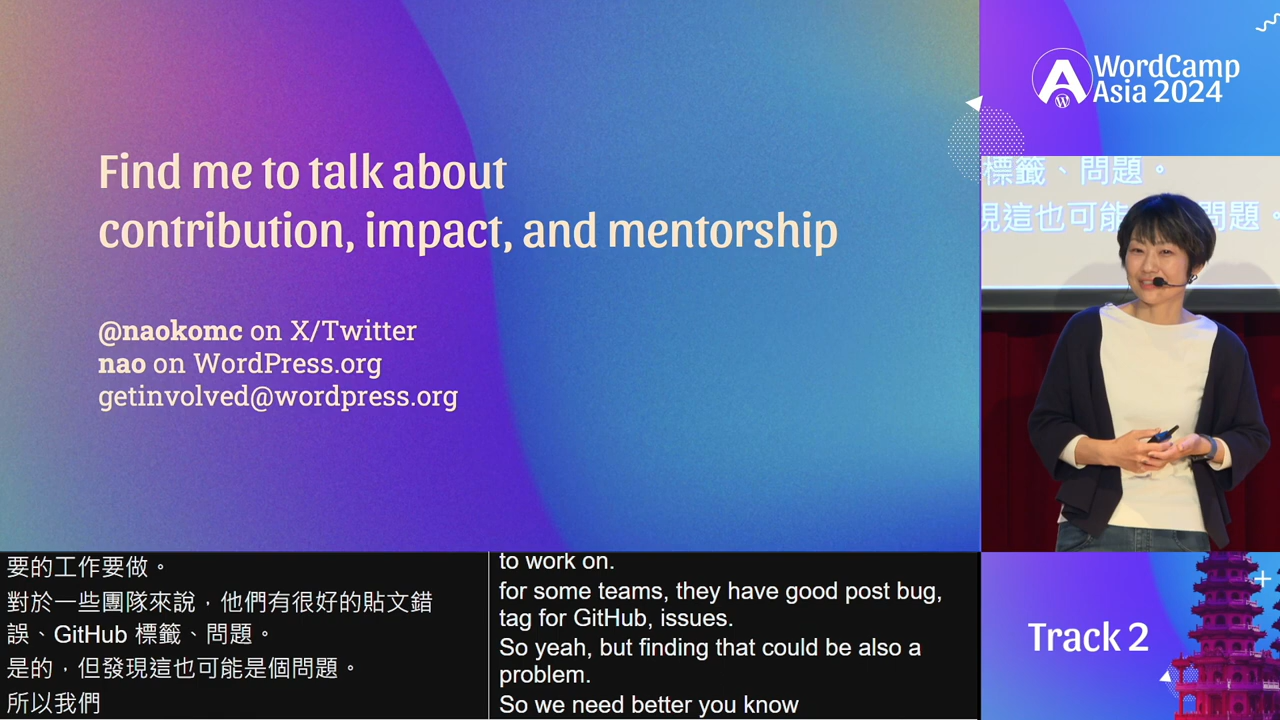 Find me to talk about
contribution, impact, and mentorship
@naokomc on X/Twitter
nao on WordPress.org
getinvolved@wordpress.org
WordCamp
Asia 2024
標籤、問題。
現這也可能
問題。
要的工作要做。
對於一些團隊來說，他們有很好的貼文錯
誤、GitHub 標籤、問題。
是的，但發現這也可能是個問題。
所以我們
to work on.
for some teams, they have good post bug,
tag for GitHub, issues.
So yeah, but finding that could be also a
problem.
So we need better you know
Track 2